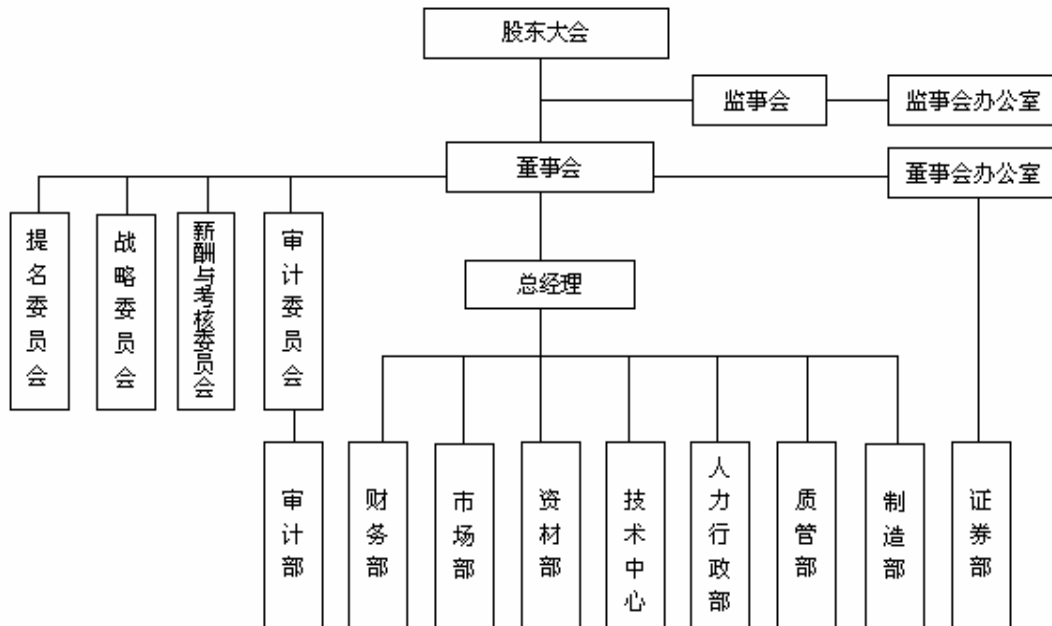 股东大会
监事会
监事会办公室
董事会
董事会办公室
提名委员会
战略委员会
薪酬与考核委员会
审计委员会
总经理
审计部
财务部
市场部
资材部
技术中心
人力行政部
质管部
制造部
证券部